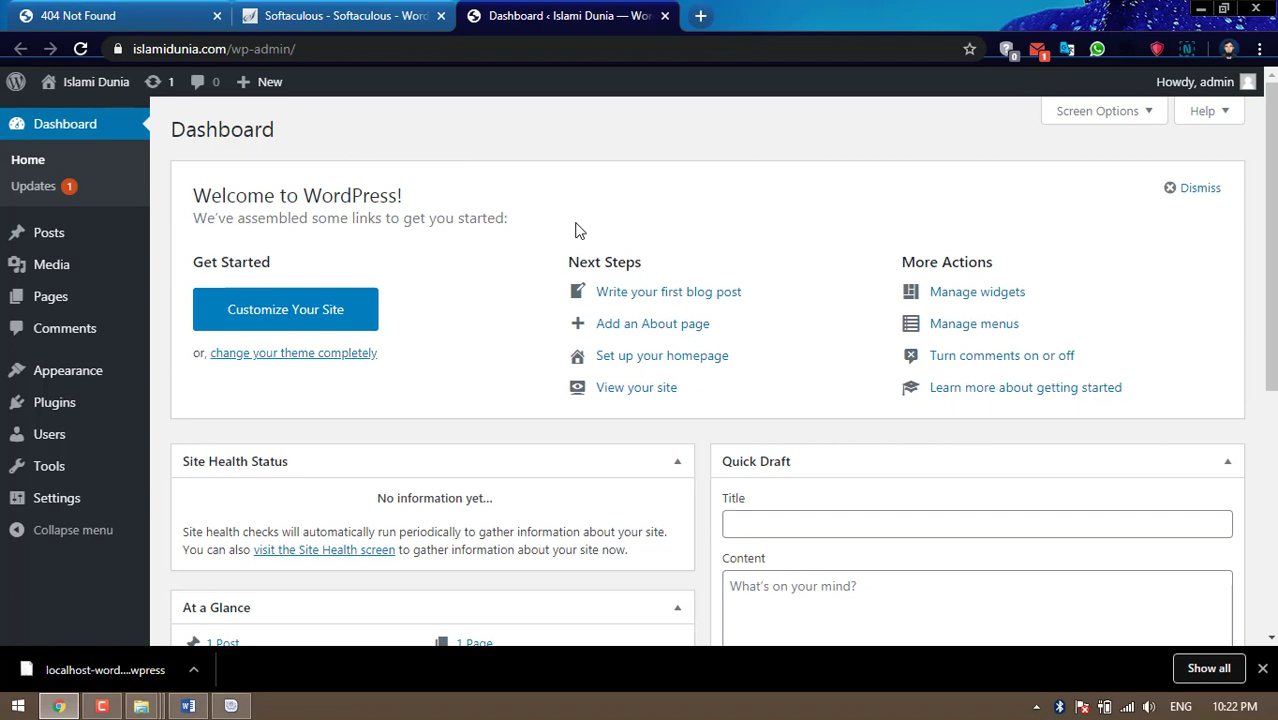 404 Not Found
Softaculous - Softaculous - Word
Dashboard ‹ Islami Dunia — Wor
islamidunia.com/wp-admin/
0
1
Islami Dunia
1
0
New
Howdy, admin
Dashboard
Home
Updates 1
Posts
Media
Pages
Comments
Appearance
Plugins
Users
Tools
Settings
Collapse menu
Screen Options
Help
Dashboard
Welcome to WordPress!
We've assembled some links to get you started:
Dismiss
Get Started
Customize Your Site
or, change your theme completely
Next Steps
Write your first blog post
Add an About page
Set up your homepage
View your site
More Actions
Manage widgets
Manage menus
Turn comments on or off
Learn more about getting started
Site Health Status
No information yet...
Site health checks will automatically run periodically to gather information about your site.
You can also visit the Site Health screen to gather information about your site now.
At a Glance
1 Post
1 Page
Quick Draft
Title
Content
What's on your mind?
localhost-word....wpress
Show all
ENG
10:22 PM